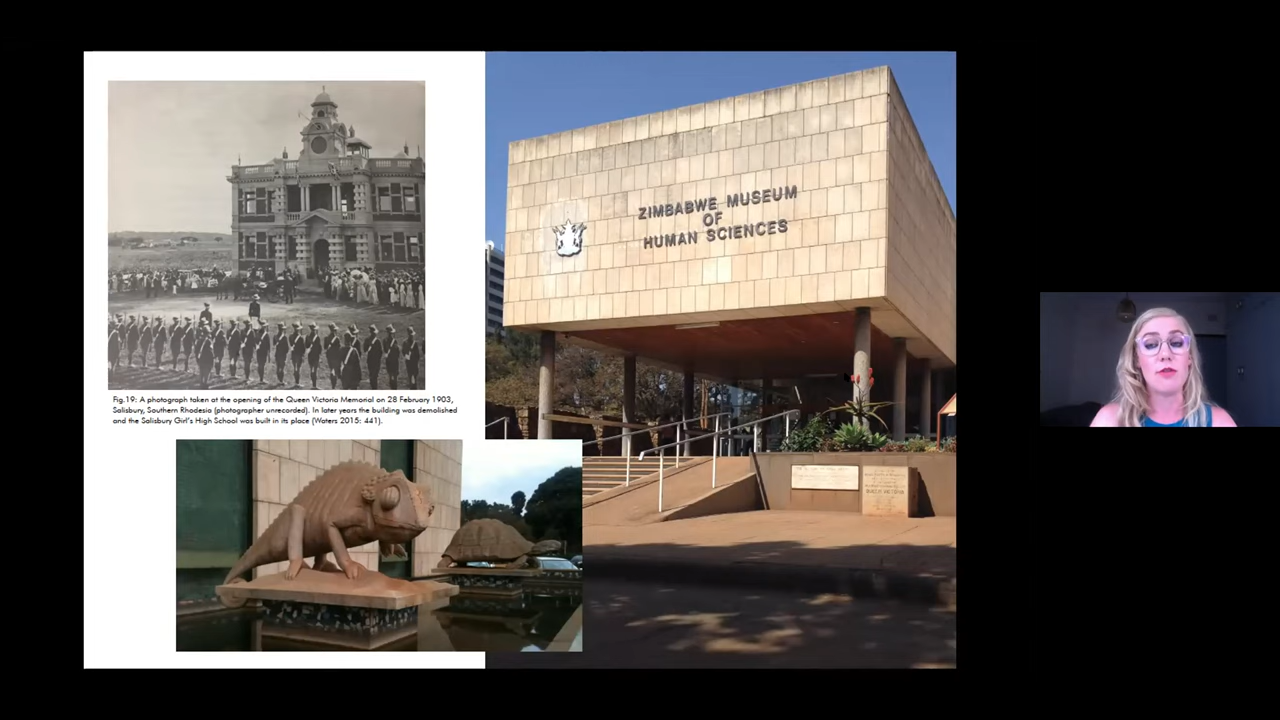 Fig.19: A photograph taken at the opening of the Queen Victoria Memorial on 28 February 1903,
Salisbury, Southern Rhodesia (photographer unrecorded). In later years the building was demolished
and the Salisbury Girl's High School was built in its place (Waters 2015: 441).
ZIMBABWE MUSEUM
OF
HUMAN SCIENCES